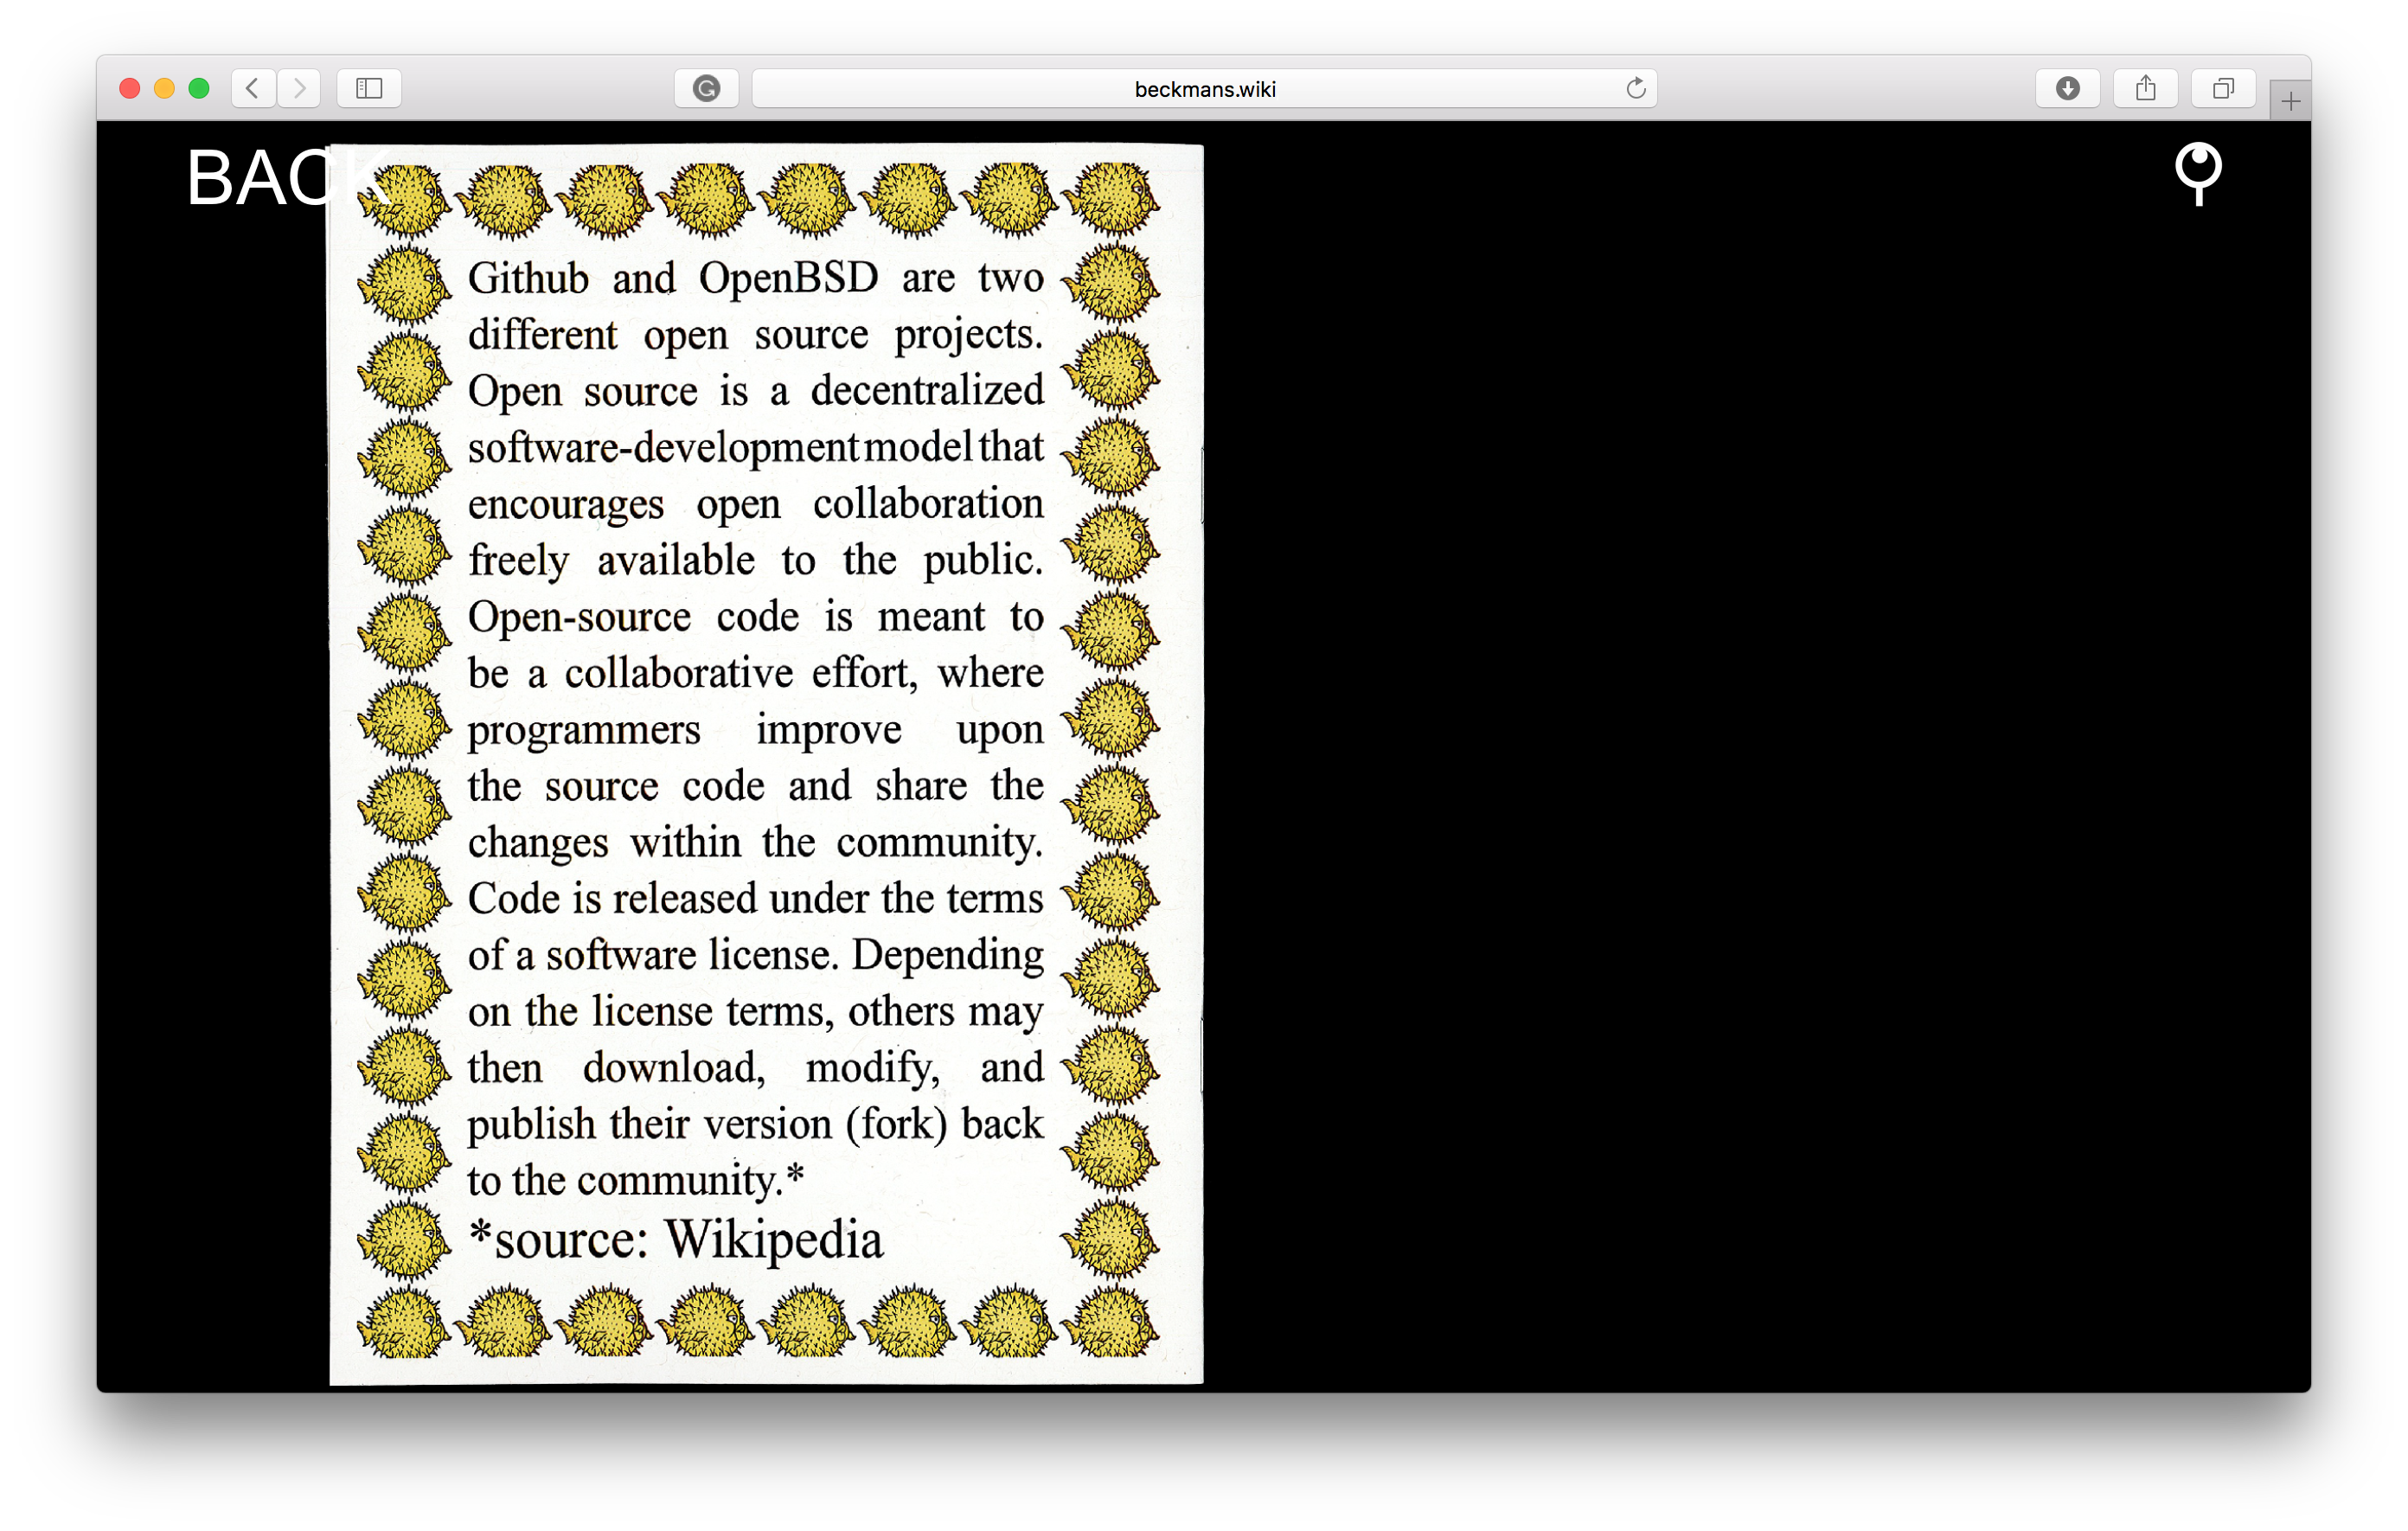 beckmans.wiki
BACK
Github and OpenBSD are two
different open source projects.
Open source is a decentralized
software-development model that
encourages open collaboration
freely available to the public.
Open-source code is meant to
be a collaborative effort, where
programmers improve upon
the source code and share the
changes within the community.
Code is released under the terms
of a software license. Depending
on the license terms, others may
then download, modify, and
publish their version (fork) back
to the community.*
*source: Wikipedia